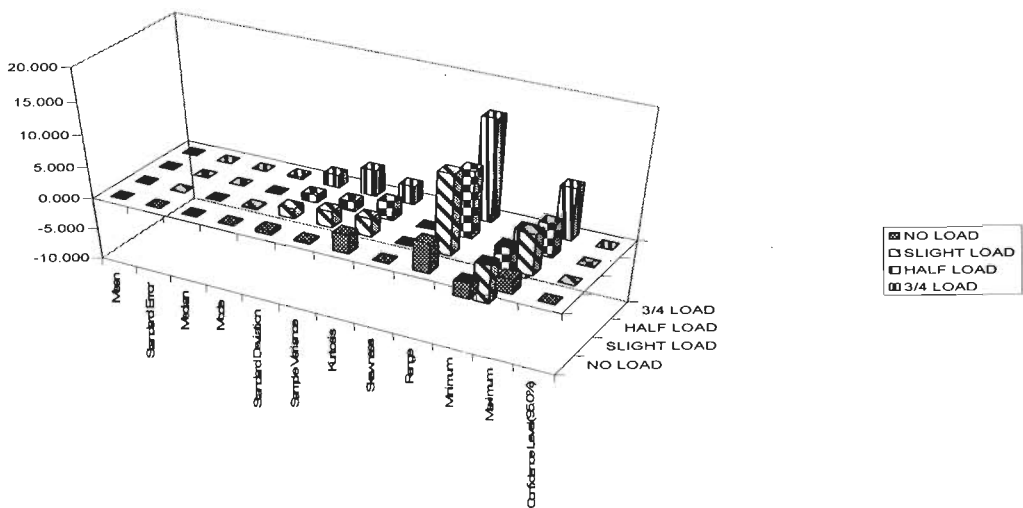 20.000
15.000
10.000
5.000
0.000
-5.000
-10.000
Mean
Standard Error
Median
Mode
Standard Deviation
Sample Variance
Kurtosis
Skewness
Range
Minimum
Maximum
Confidence Level(95.0%)
3/4 LOAD
HALF LOAD
SLIGHT LOAD
NO LOAD
NO LOAD
SLIGHT LOAD
HALF LOAD
3/4 LOAD